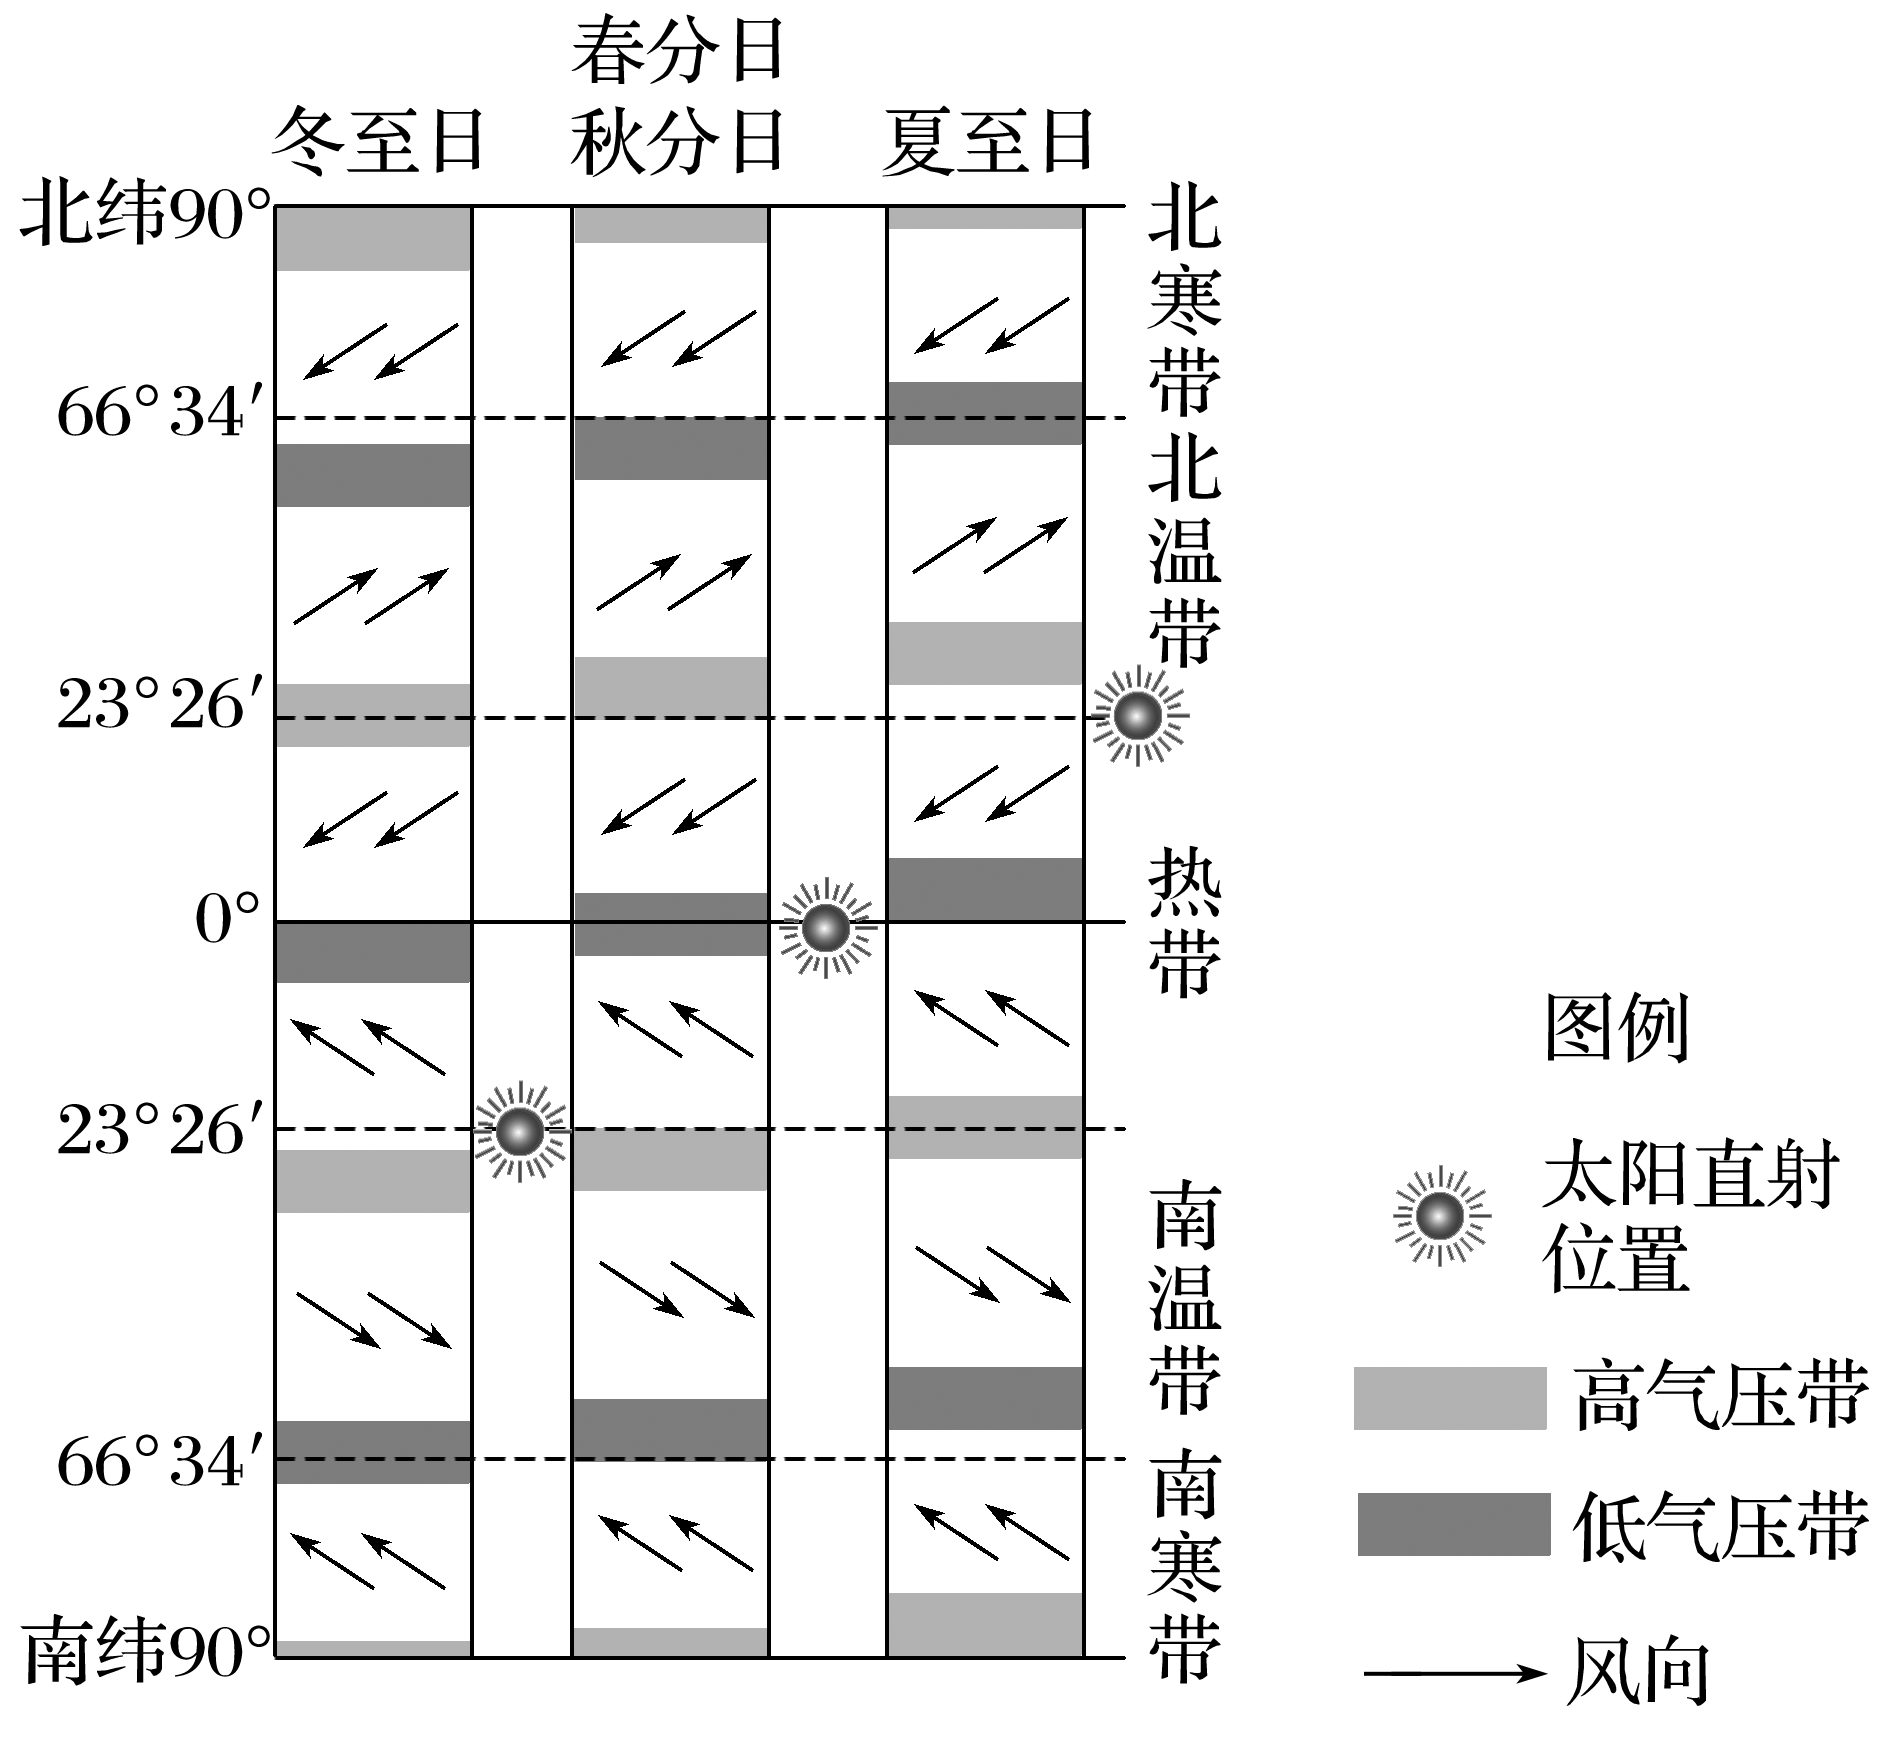 春分日
冬至日
秋分日
夏至日
北纬90°
66°34′
23°26′
0°
23°26′
66°34′
南纬90°
北寒带
北温带
热带
南温带
南寒带
图例
太阳直射
位置
高气压带
低气压带
风向